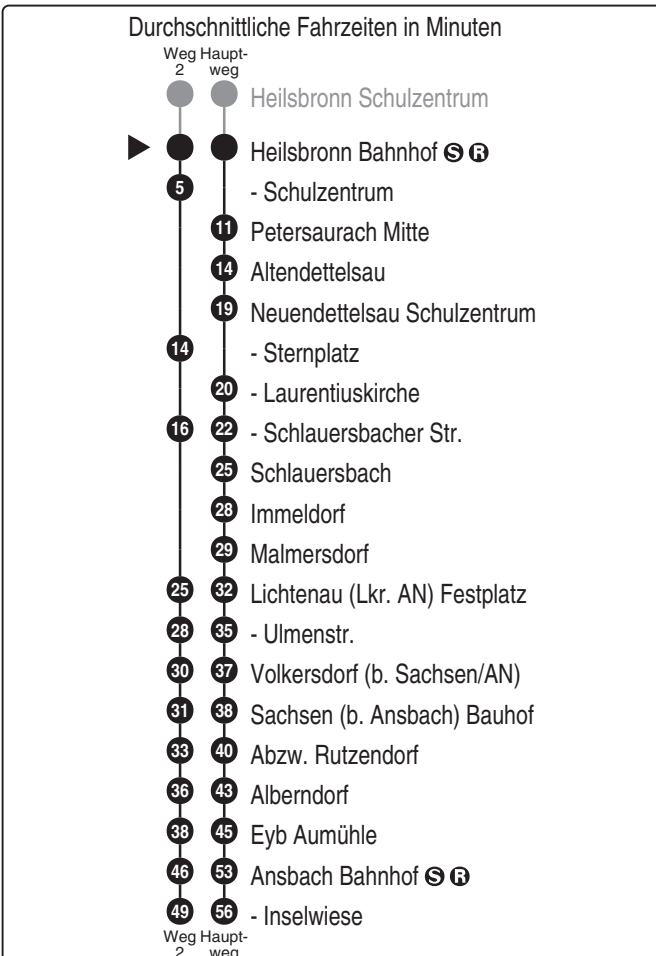 Durchschnittliche Fahrzeiten in Minuten
Weg Haupt-
2 weg
Heilsbronn Schulzentrum
Heilsbronn Bahnhof S R
5 - Schulzentrum
11 Petersaurach Mitte
14 Altendettelsau
19 Neuendettelsau Schulzentrum
14 - Sternplatz
20 - Laurentiuskirche
16 22 - Schlauersbacher Str.
25 Schlauersbach
28 Immeldorf
29 Malmersdorf
25 32 Lichtenau (Lkr. AN) Festplatz
28 35 - Ulmenstr.
30 37 Volkersdorf (b. Sachsen/AN)
31 38 Sachsen (b. Ansbach) Bauhof
33 40 Abzw. Rutzendorf
36 43 Alberndorf
38 45 Eyb Aumühle
46 53 Ansbach Bahnhof S R
49 56 - Inselwiese
Weg Haupt-
2 weg